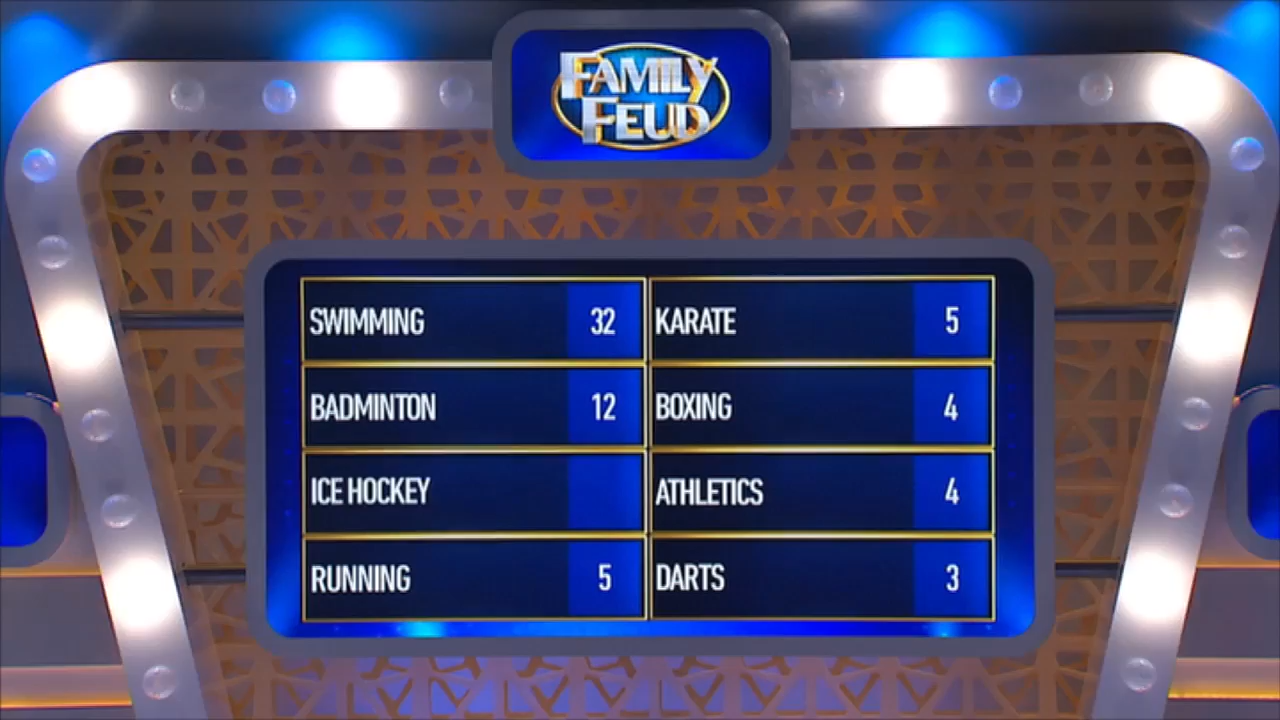 FAMILY
FEUD
SWIMMING 32
KARATE 5
BADMINTON 12
BOXING 4
ICE HOCKEY
ATHLETICS 4
RUNNING 5
DARTS 3